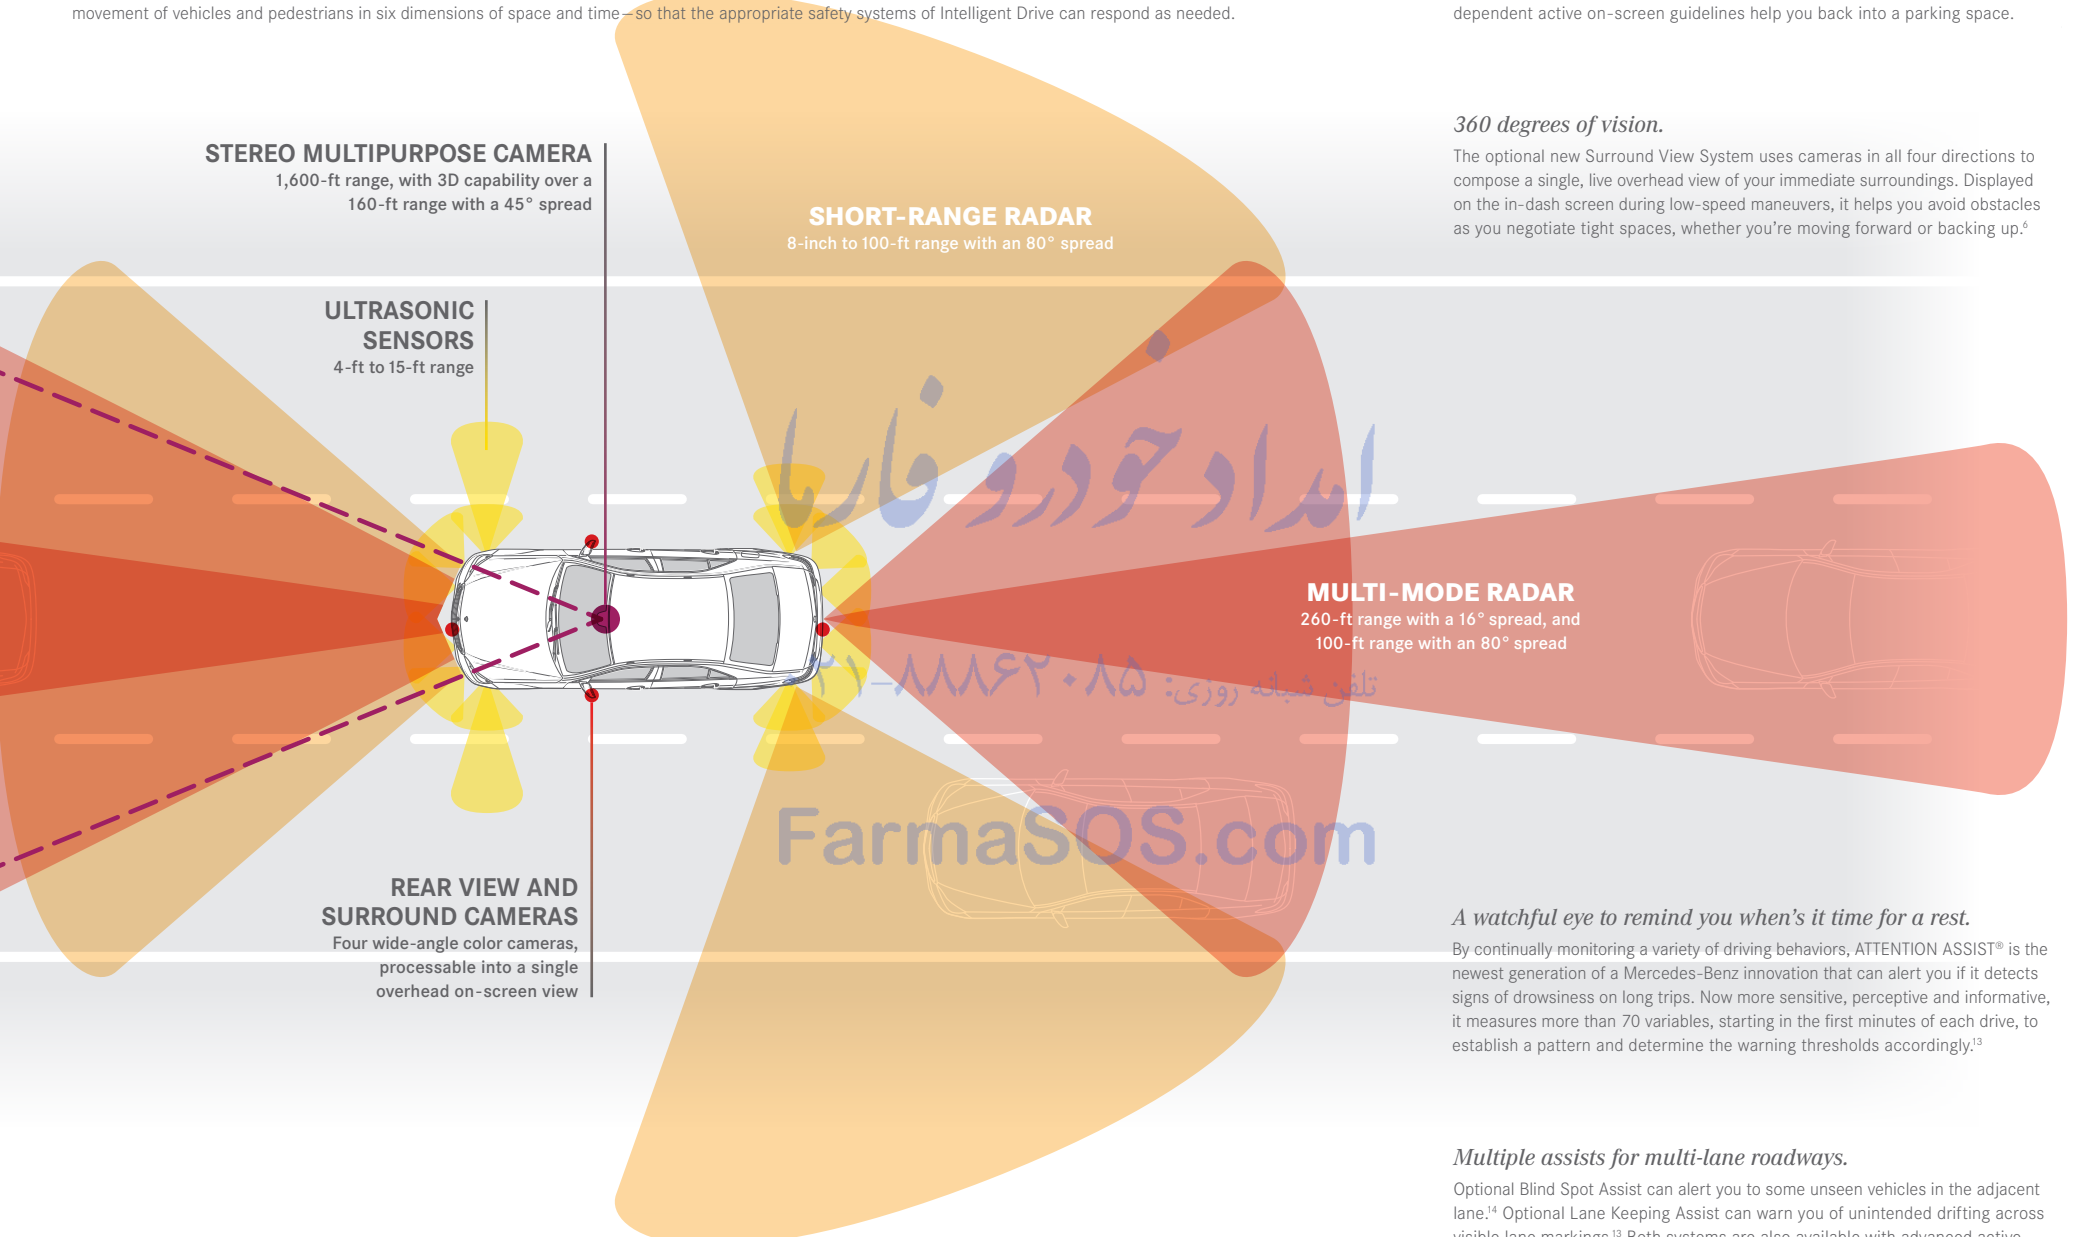 movement of vehicles and pedestrians in six dimensions of space and time—so that the appropriate safety systems of Intelligent Drive can respond as needed.
STEREO MULTIPURPOSE CAMERA
1,600-ft range, with 3D capability over a
160-ft range with a 45° spread
ULTRASONIC
SENSORS
4-ft to 15-ft range
SHORT-RANGE RADAR
8-inch to 100-ft range with an 80° spread
امداد خودرو فارما
MULTI-MODE RADAR
260-ft range with a 16° spread, and
100-ft range with an 80° spread
تلفن شبانه روزی: ۰۲۱-۸۸۸۶۲۰۸۵
FarmaSOS.com
REAR VIEW AND
SURROUND CAMERAS
Four wide-angle color cameras,
processable into a single
overhead on-screen view
dependent active on-screen guidelines help you back into a parking space.
360 degrees of vision.
The optional new Surround View System uses cameras in all four directions to
compose a single, live overhead view of your immediate surroundings. Displayed
on the in-dash screen during low-speed maneuvers, it helps you avoid obstacles
as you negotiate tight spaces, whether you’re moving forward or backing up.⁶
A watchful eye to remind you when’s it time for a rest.
By continually monitoring a variety of driving behaviors, ATTENTION ASSIST® is the
newest generation of a Mercedes-Benz innovation that can alert you if it detects
signs of drowsiness on long trips. Now more sensitive, perceptive and informative,
it measures more than 70 variables, starting in the first minutes of each drive, to
establish a pattern and determine the warning thresholds accordingly.¹³
Multiple assists for multi-lane roadways.
Optional Blind Spot Assist can alert you to some unseen vehicles in the adjacent
lane.¹⁴ Optional Lane Keeping Assist can warn you of unintended drifting across
visible lane markings.¹³ Both systems are also available with advanced active